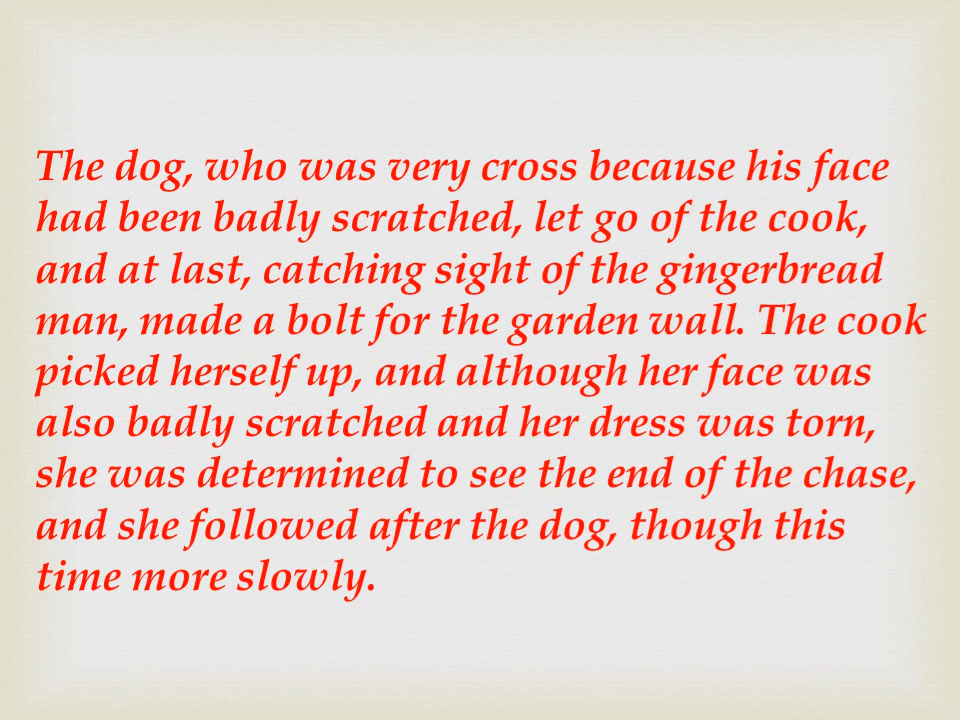 The dog, who was very cross because his face
had been badly scratched, let go of the cook,
and at last, catching sight of the gingerbread
man, made a bolt for the garden wall. The cook
picked herself up, and although her face was
also badly scratched and her dress was torn,
she was determined to see the end of the chase,
and she followed after the dog, though this
time more slowly.